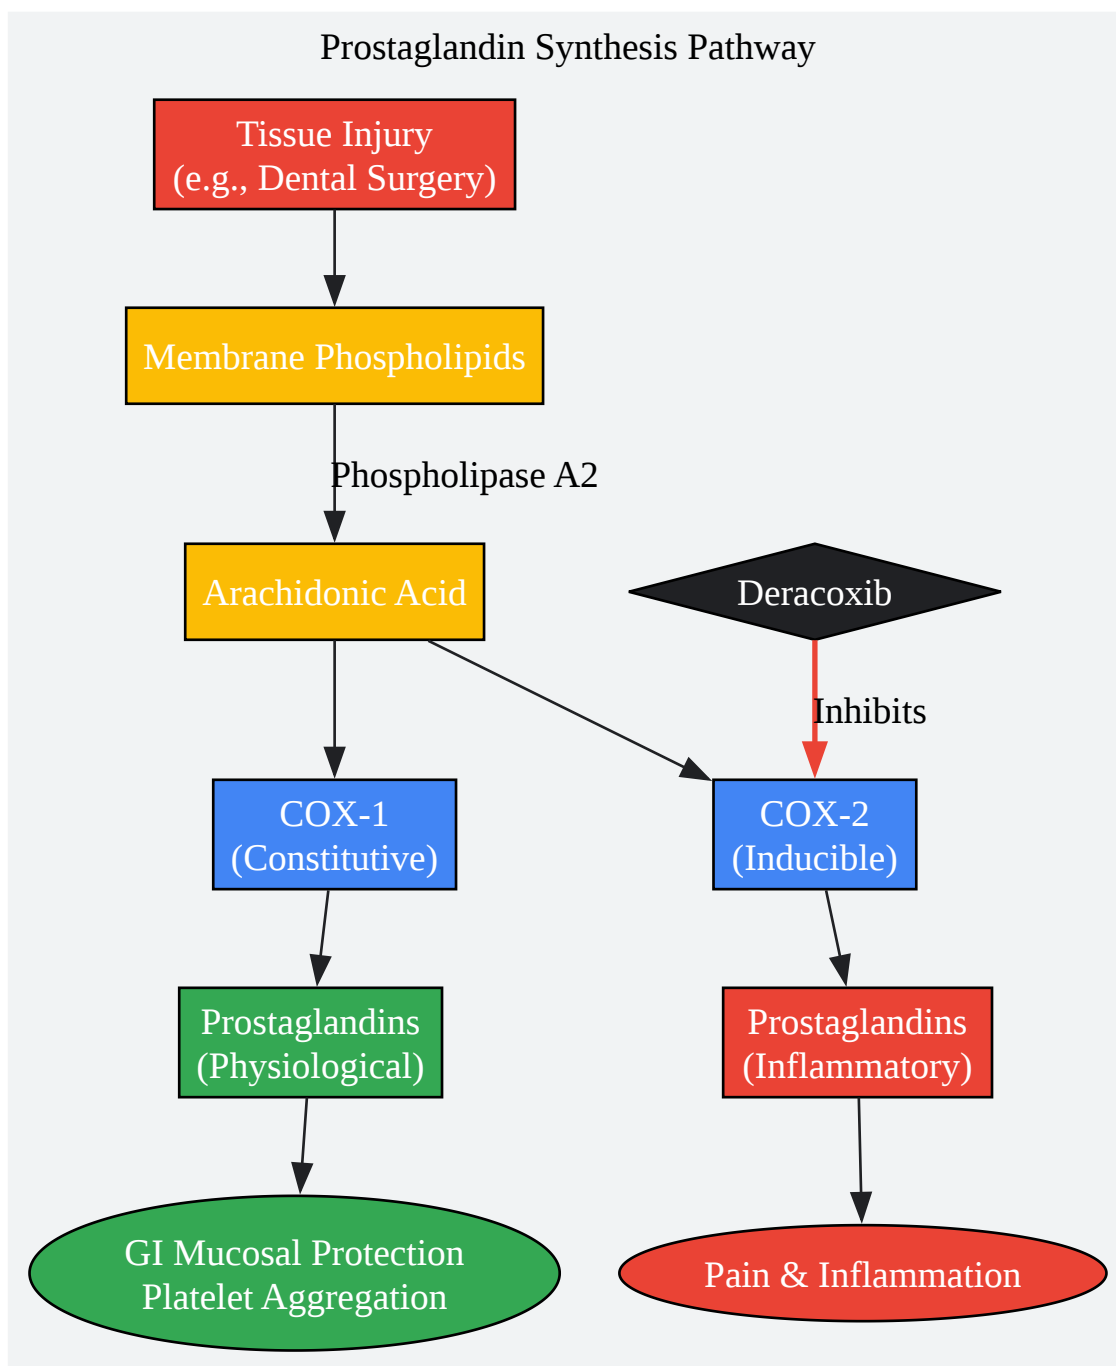 Prostaglandin Synthesis Pathway
Tissue Injury
(e.g., Dental Surgery)
Membrane Phospholipids
Phospholipase A2
Arachidonic Acid
Deracoxib
Inhibits
COX-1
(Constitutive)
COX-2
(Inducible)
Prostaglandins
(Physiological)
Prostaglandins
(Inflammatory)
GI Mucosal Protection
Platelet Aggregation
Pain & Inflammation